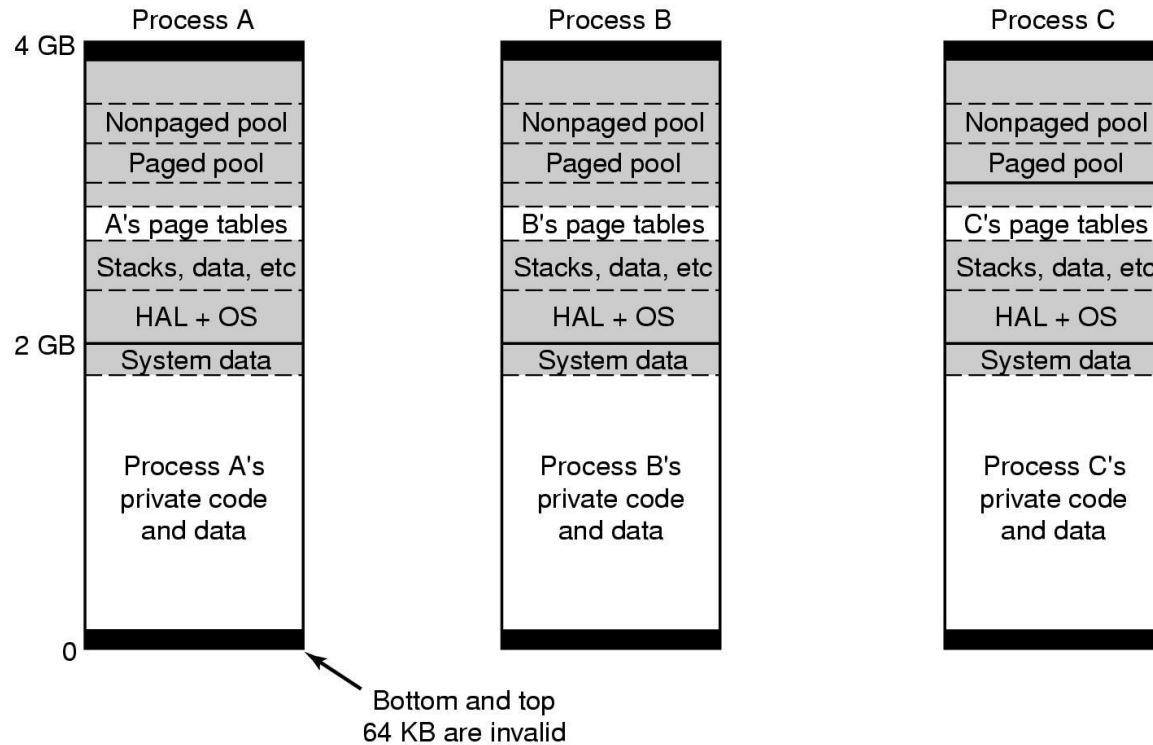 Process A
4 GB
Nonpaged pool
Paged pool
A's page tables
Stacks, data, etc
HAL + OS
2 GB
System data
Process A's
private code
and data
0
Bottom and top
64 KB are invalid
Process B
Nonpaged pool
Paged pool
B's page tables
Stacks, data, etc
HAL + OS
System data
Process B's
private code
and data
Process C
Nonpaged pool
Paged pool
C's page tables
Stacks, data, etc
HAL + OS
System data
Process C's
private code
and data